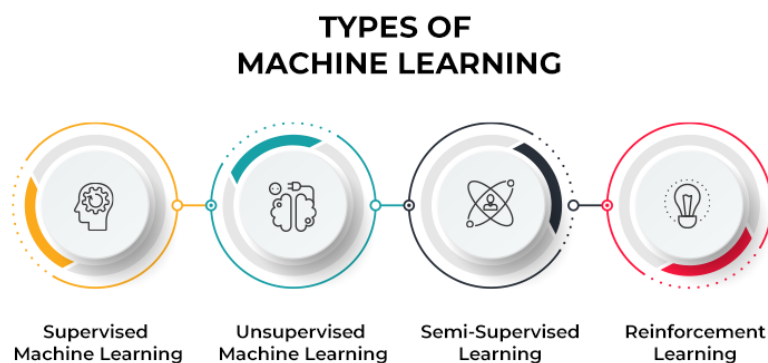 TYPES OF
MACHINE LEARNING
Supervised
Machine Learning
Unsupervised
Machine Learning
Semi-Supervised
Learning
Reinforcement
Learning